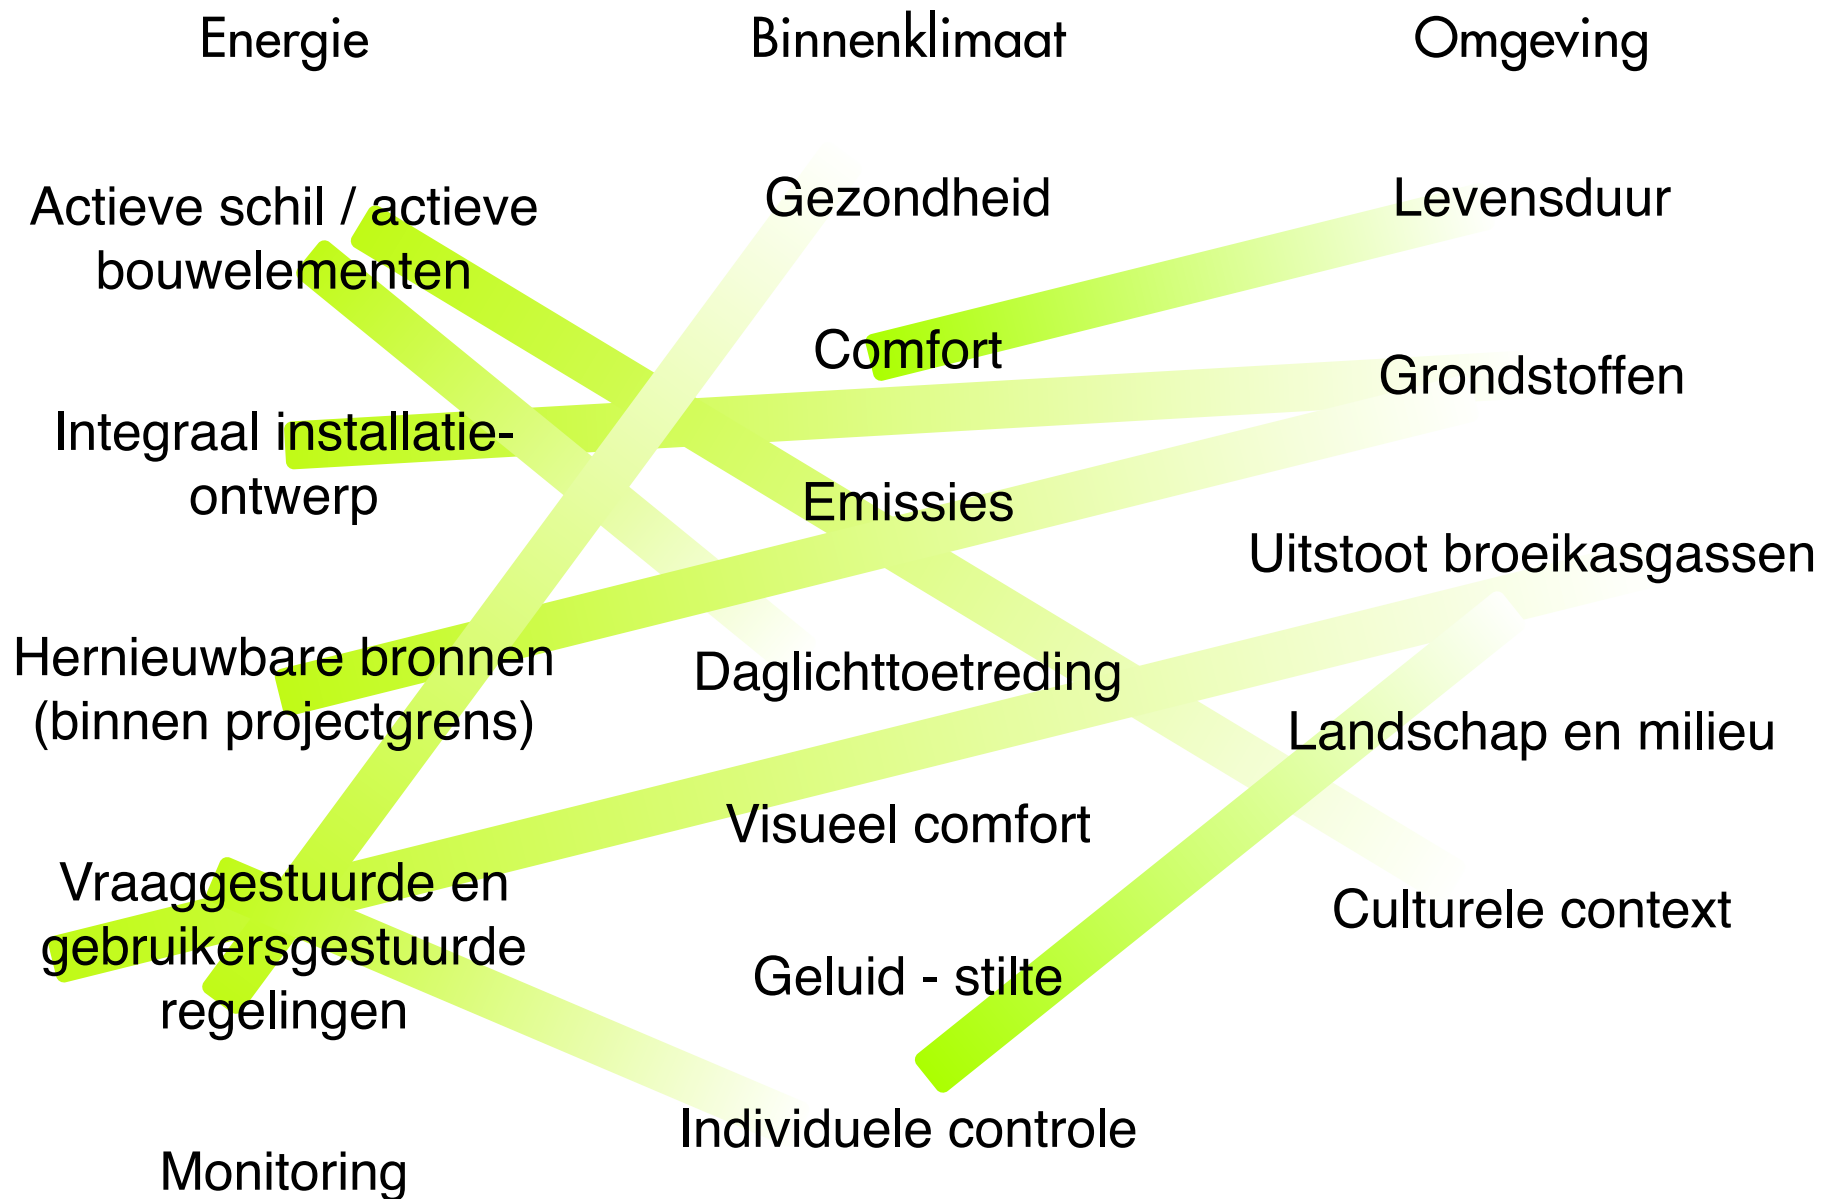 Energie
Actieve schil / actieve
bouwelementen
Integraal installatie-
ontwerp
Hernieuwbare bronnen
(binnen projectgrens)
Vraaggestuurde en
gebruikersgestuurde
regelingen
Monitoring
Binnenklimaat
Gezondheid
Comfort
Emissies
Daglichttoetreding
Visueel comfort
Geluid - stilte
Individuele controle
Omgeving
Levensduur
Grondstoffen
Uitstoot broeikasgassen
Landschap en milieu
Culturele context